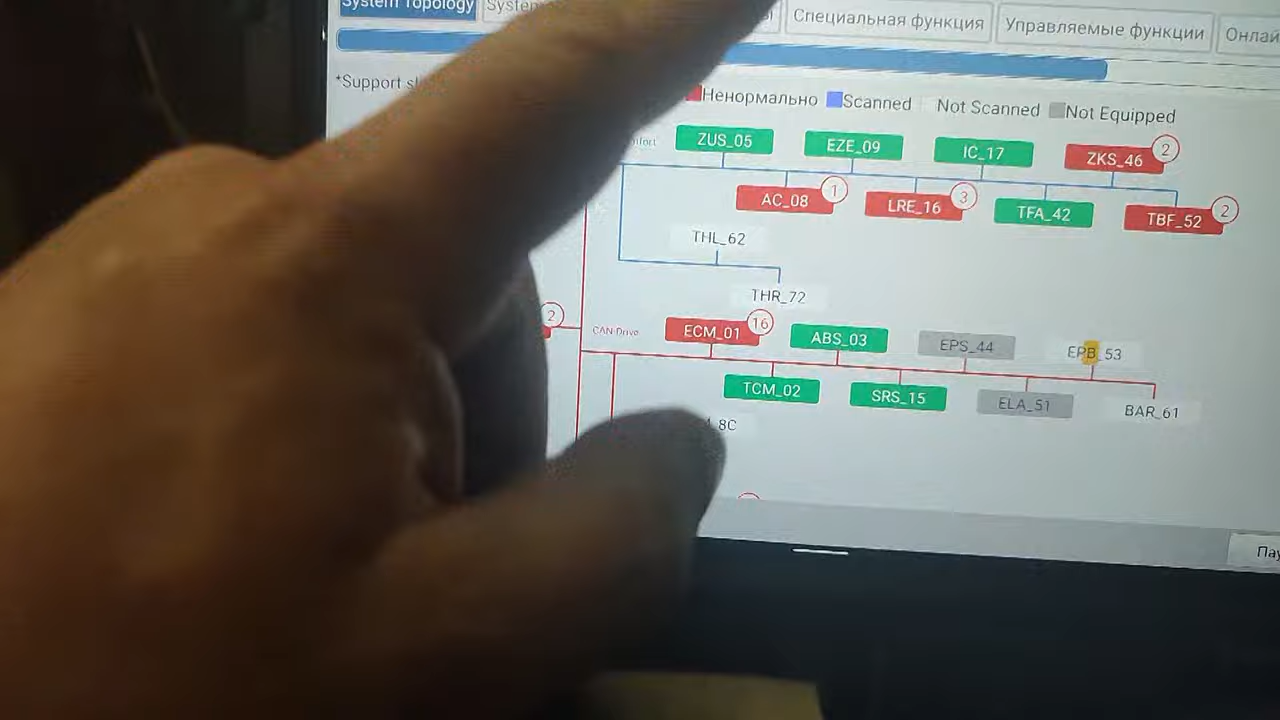 System Topology System Специальная функция Управляемые функции Онлай
*Support
Ненормально Scanned Not Scanned Not Equipped
ZUS_05 EZE_09 IC_17 ZKS_46 2
AC_08 1 LRE_16 3 TFA_42 TBF_52 2
THL_62
THR_72
2
CAN-Drive ECM_01 16 ABS_03 EPS_44 EPB_53
TCM_02 SRS_15 ELA_51 BAR_61
8C
Пау